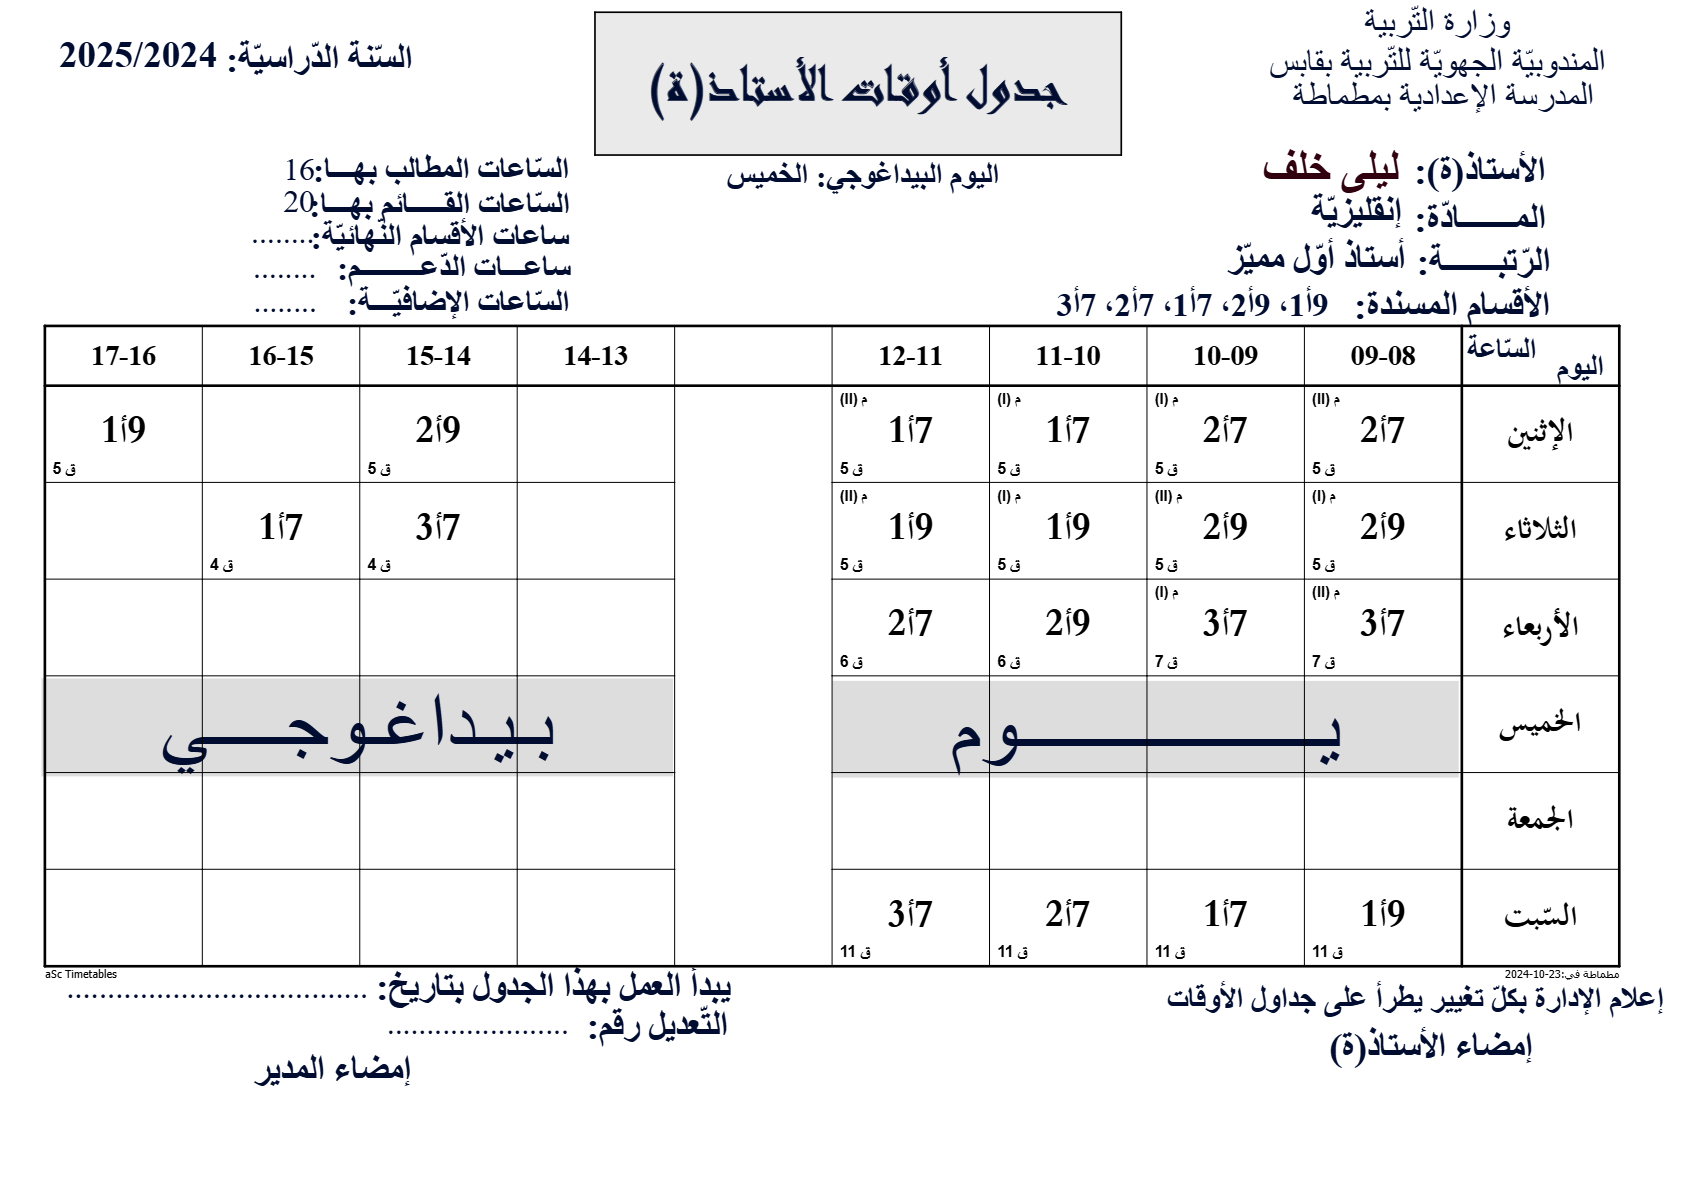 وزارة التّربية
المندوبيّة الجهويّة للتّربية بقابس
المدرسة الإعدادية بمطماطة
جدول أوقات الأستاذ(ة)
السّنة الدّراسيّة: 2025/2024
اليوم البيداغوجي: الخميس
الأستاذ(ة): ليلى خلف
المـــــادّة: إنقليزيّة
الرّتبـــــة: أستاذ أوّل مميّز
الأقسام المسندة: 9أ1، 9أ2، 7أ1، 7أ2، 7أ3
السّاعات المطالب بهـــا:16
السّاعات القـــــائم بهـــا:20
ساعات الأقسام النّهائيّة:........
ساعـــات الدّعـــــــم: ........
السّاعات الإضافيّـــة: ........
السّاعة
اليوم
09-08 10-09 11-10 12-11 14-13 15-14 16-15 17-16
الإثنين
م (II) م (I) م (I) م (II)
7أ2 7أ2 7أ1 7أ1 9أ2 9أ1
ق 5 ق 5 ق 5 ق 5 ق 5 ق 5
الثلاثاء
م (I) م (II) م (I) م (II)
9أ2 9أ2 9أ1 9أ1 7أ3 7أ1
ق 5 ق 5 ق 5 ق 5 ق 4 ق 4
الأربعاء
م (II) م (I)
7أ3 7أ3 9أ2 7أ2
ق 7 ق 7 ق 6 ق 6
الخميس
يـــــــــــــــوم بـيـداغـوجـــي
الجمعة
السّبت
9أ1 7أ1 7أ2 7أ3
ق 11 ق 11 ق 11 ق 11
مطماطة في:23-10-2024
aSc Timetables
إعلام الإدارة بكلّ تغيير يطرأ على جداول الأوقات
إمضاء الأستاذ(ة)
يبدأ العمل بهذا الجدول بتاريخ: ......................................
التّعديل رقم: .......................
إمضاء المدير